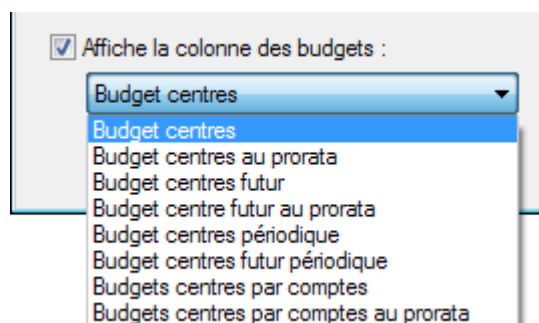 Affiche la colonne des budgets :
Budget centres
Budget centres
Budget centres au prorata
Budget centres futur
Budget centre futur au prorata
Budget centres périodique
Budget centres futur périodique
Budgets centres par comptes
Budgets centres par comptes au prorata